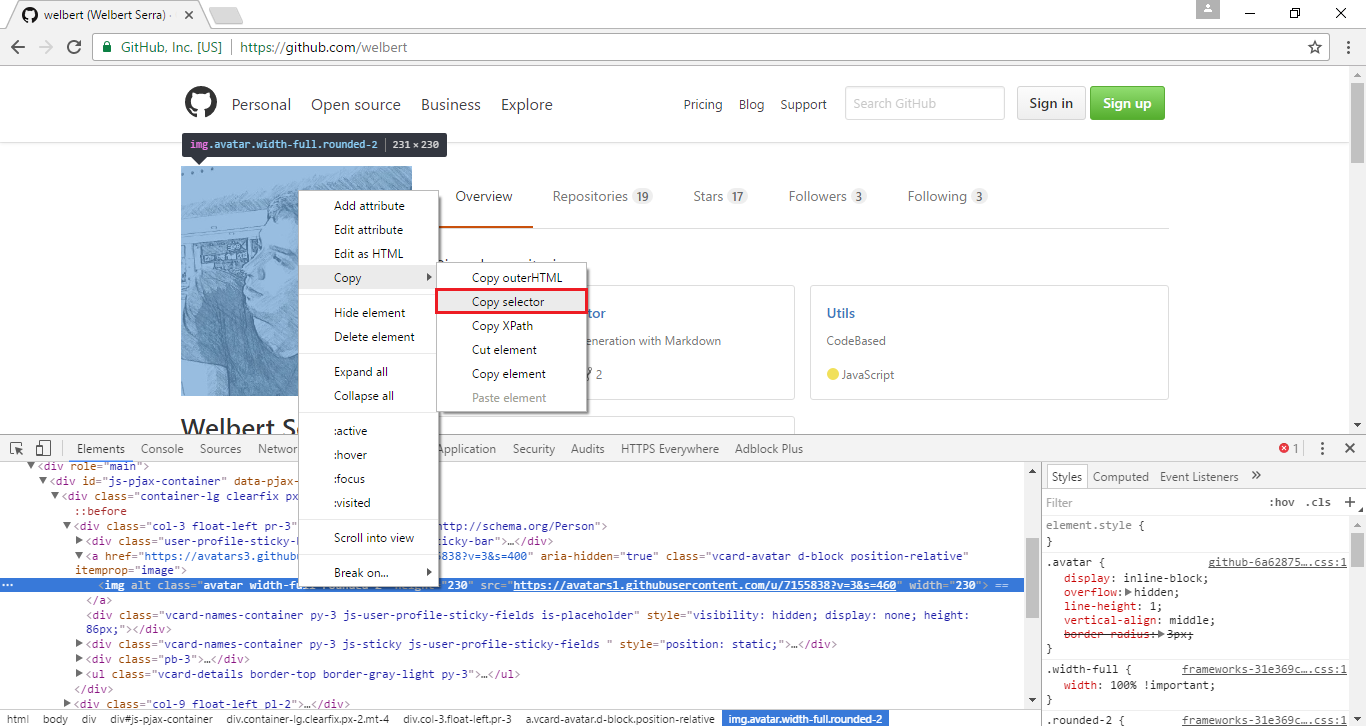 welbert (Welbert Serra) ·
GitHub, Inc. [US] https://github.com/welbert
Personal Open source Business Explore Pricing Blog Support Search GitHub Sign in Sign up
img.avatar.width-full.rounded-2 231 × 230
Overview Repositories 19 Stars 17 Followers 3 Following 3
Add attribute
Edit attribute
Edit as HTML
Copy
Hide element
Delete element
Expand all
Collapse all
:active
:hover
:focus
:visited
Scroll into view
Break on...
Copy outerHTML
Copy selector
Copy XPath
Cut element
Copy element
Paste element
tor
eneration with Markdown
2
Utils
CodeBased
JavaScript
Welbert S
Elements Console Sources Networ Application Security Audits HTTPS Everywhere Adblock Plus 1
<div role="main">
<div id="js-pjax-container" data-pjax-
<div class="container-lg clearfix px
::before
<div class="col-3 float-left pr-3" ttp://schema.org/Person">
<div class="user-profile-sticky- icky-bar">…</div>
<a href="https://avatars3.githubu 5838?v=3&s=400" aria-hidden="true" class="vcard-avatar d-block position-relative"
itemprop="image">
<img alt class="avatar width-full rounded-2" height="230" src="https://avatars1.githubusercontent.com/u/7155838?v=3&s=460" width="230"> ==
</a>
<div class="vcard-names-container py-3 js-user-profile-sticky-fields is-placeholder" style="visibility: hidden; display: none; height:
86px;"></div>
<div class="vcard-names-container py-3 js-sticky js-user-profile-sticky-fields " style="position: static;">…</div>
<div class="pb-3">…</div>
<ul class="vcard-details border-top border-gray-light py-3">…</ul>
</div>
<div class="col-9 float-left pl-2">…</div>
html body div div#js-pjax-container div.container-lg.clearfix.px-2.mt-4 div.col-3.float-left.pr-3 a.vcard-avatar.d-block.position-relative img.avatar.width-full.rounded-2
Styles Computed Event Listeners »
Filter :hov .cls +
element.style {
}
.avatar { github-6a62875….css:1
display: inline-block;
overflow: hidden;
line-height: 1;
vertical-align: middle;
border-radius: 3px;
}
.width-full { frameworks-31e369c….css:1
width: 100% !important;
}
.rounded-2 { frameworks-31e369c….css:1